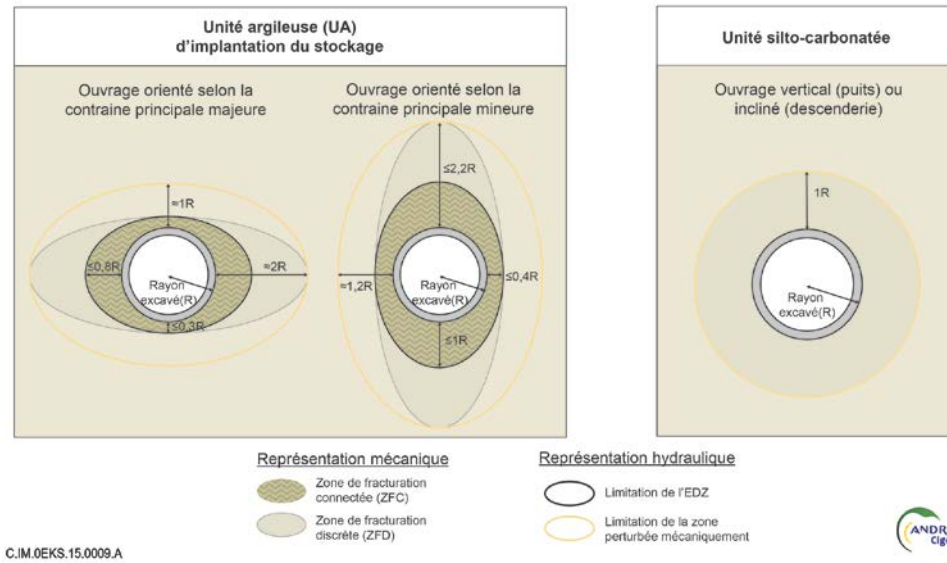 Unité argileuse (UA)
d'implantation du stockage
Ouvrage orienté selon la
contraine principale majeure
Ouvrage orienté selon la
contraine principale mineure
≈1R
≤0,8R
≈2R
Rayon
excavé(R)
≤0,3R
≤2,2R
≈1,2R
≤0,4R
Rayon
excavé(R)
≤1R
Unité silto-carbonatée
Ouvrage vertical (puits) ou
incliné (descenderie)
1R
Rayon
excavé(R)
Représentation mécanique
Zone de fracturation
connectée (ZFC)
Zone de fracturation
discrète (ZFD)
Représentation hydraulique
Limitation de l'EDZ
Limitation de la zone
perturbée mécaniquement
C.IM.0EKS.15.0009.A
ANDR
Cig